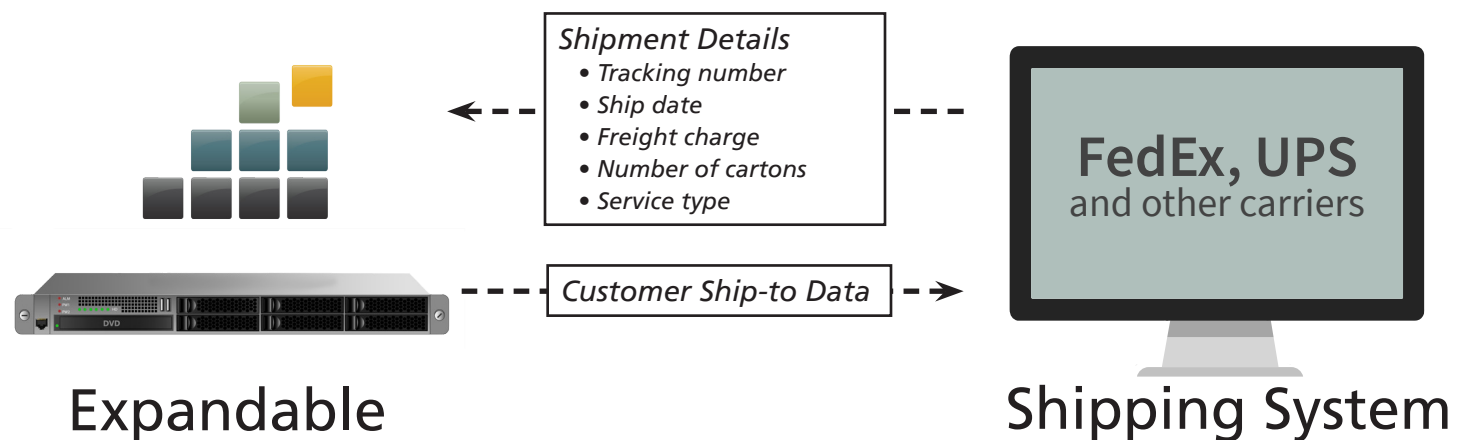 Shipment Details
• Tracking number
• Ship date
• Freight charge
• Number of cartons
• Service type
FedEx, UPS
and other carriers
Customer Ship-to Data
DVD
Expandable
Shipping System